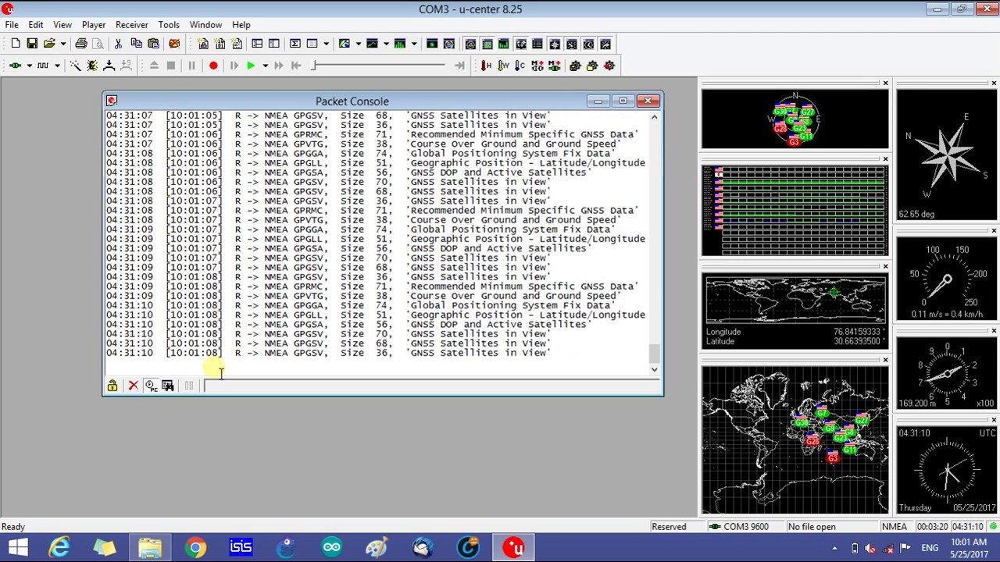 COM3 - u-center 8.25
File Edit View Player Receiver Tools Window Help
Packet Console
04:31:07 [10:01:05] R -> NMEA GPGSV, Size 68, 'GNSS Satellites in View'
04:31:07 [10:01:05] R -> NMEA GPGSV, Size 36, 'GNSS Satellites in View'
04:31:07 [10:01:06] R -> NMEA GPRMC, Size 71, 'Recommended Minimum Specific GNSS Data'
04:31:07 [10:01:06] R -> NMEA GPVTG, Size 38, 'Course Over Ground and Ground Speed'
04:31:08 [10:01:06] R -> NMEA GPGGA, Size 74, 'Global Positioning System Fix Data'
04:31:08 [10:01:06] R -> NMEA GPGLL, Size 51, 'Geographic Position - Latitude/Longitude
04:31:08 [10:01:06] R -> NMEA GPGSA, Size 56, 'GNSS DOP and Active Satellites'
04:31:08 [10:01:06] R -> NMEA GPGSV, Size 70, 'GNSS Satellites in View'
04:31:08 [10:01:06] R -> NMEA GPGSV, Size 68, 'GNSS Satellites in View'
04:31:08 [10:01:07] R -> NMEA GPGSV, Size 36, 'GNSS Satellites in View'
04:31:08 [10:01:07] R -> NMEA GPRMC, Size 71, 'Recommended Minimum Specific GNSS Data'
04:31:08 [10:01:07] R -> NMEA GPVTG, Size 38, 'Course Over Ground and Ground Speed'
04:31:09 [10:01:07] R -> NMEA GPGGA, Size 74, 'Global Positioning System Fix Data'
04:31:09 [10:01:07] R -> NMEA GPGLL, Size 51, 'Geographic Position - Latitude/Longitude
04:31:09 [10:01:07] R -> NMEA GPGSA, Size 56, 'GNSS DOP and Active Satellites'
04:31:09 [10:01:07] R -> NMEA GPGSV, Size 70, 'GNSS Satellites in View'
04:31:09 [10:01:07] R -> NMEA GPGSV, Size 68, 'GNSS Satellites in View'
04:31:09 [10:01:08] R -> NMEA GPGSV, Size 36, 'GNSS Satellites in View'
04:31:09 [10:01:08] R -> NMEA GPRMC, Size 71, 'Recommended Minimum Specific GNSS Data'
04:31:09 [10:01:08] R -> NMEA GPVTG, Size 38, 'Course Over Ground and Ground Speed'
04:31:10 [10:01:08] R -> NMEA GPGGA, Size 74, 'Global Positioning System Fix Data'
04:31:10 [10:01:08] R -> NMEA GPGLL, Size 51, 'Geographic Position - Latitude/Longitude
04:31:10 [10:01:08] R -> NMEA GPGSA, Size 56, 'GNSS DOP and Active Satellites'
04:31:10 [10:01:08] R -> NMEA GPGSV, Size 70, 'GNSS Satellites in View'
04:31:10 [10:01:08] R -> NMEA GPGSV, Size 68, 'GNSS Satellites in View'
04:31:10 [10:01:08] R -> NMEA GPGSV, Size 36, 'GNSS Satellites in View'
N
W E
G30 G27
G28 G23 G11
G3
E
N
S
W
62.65 deg
100 150
50 200
0 250
0.11 m/s = 0.4 km/h
Longitude 76.84159333
Latitude 30.66393500
0
9 1
8 2
7 3
6 5 4
169.200 m x100
G7
G30 G27
G28 G23
G11
G3
04:31:10 UTC
Thursday 05/25/2017
Ready
Reserved COM3 9600 No file open NMEA 00:03:20 04:31:10
isis
ENG
10:01 AM
5/25/2017